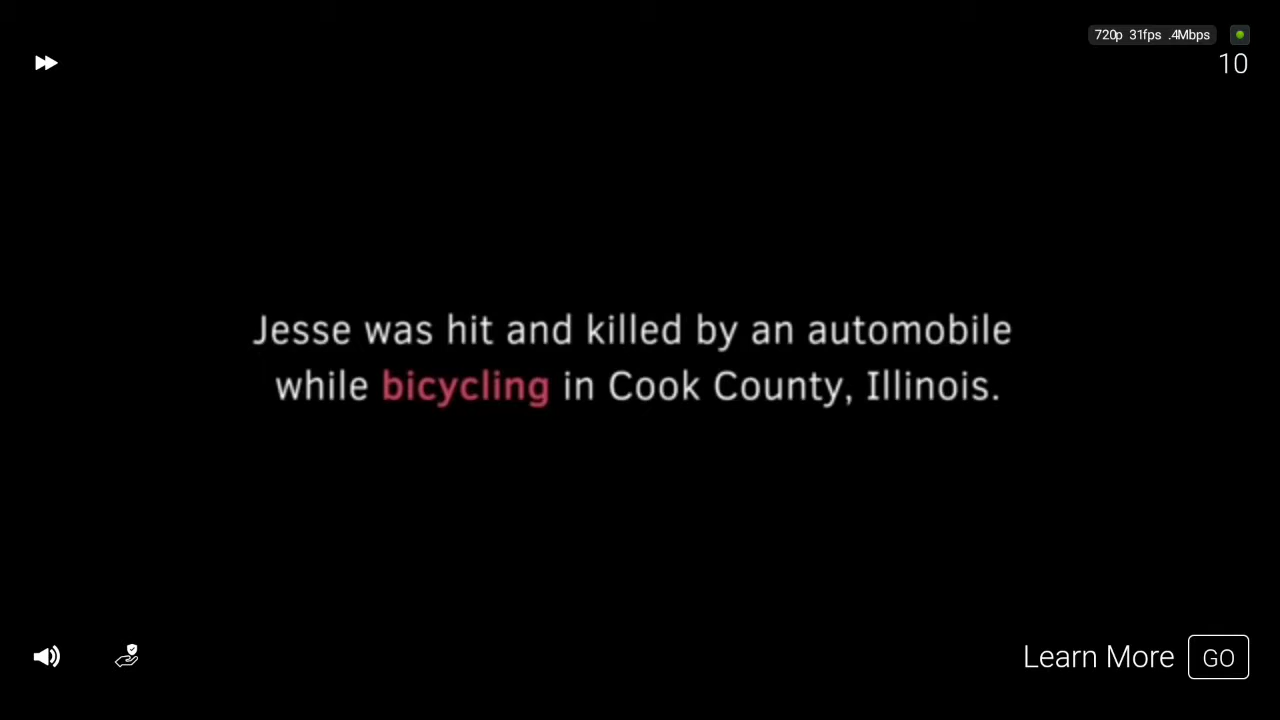 720p 31fps .4Mbps
10
Jesse was hit and killed by an automobile
while bicycling in Cook County, Illinois.
Learn More GO